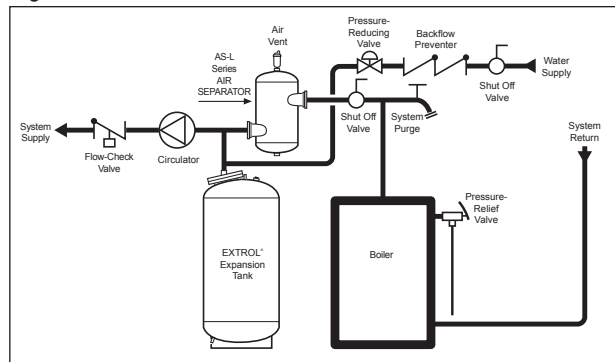 Air
Vent
Pressure-
Reducing
Valve
Backflow
Preventer
AS-L
Series
AIR
SEPARATOR
Shut Off
Valve
Water
Supply
System
Supply
Flow-Check
Valve
Circulator
Shut Off
Valve
System
Purge
System
Return
EXTROL®
Expansion
Tank
Boiler
Pressure-
Relief
Valve